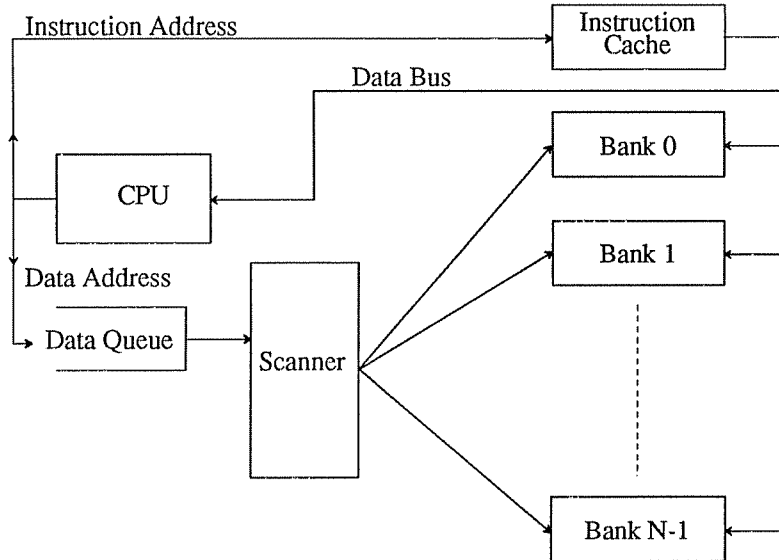 Instruction Address
Instruction
Cache
Data Bus
Bank 0
CPU
Bank 1
Data Address
Data Queue
Scanner
Bank N-1